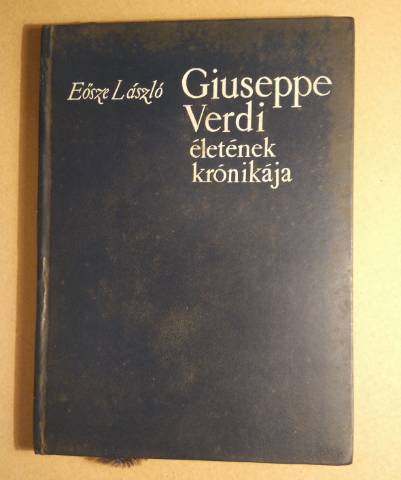 Eősze László
Giuseppe
Verdi
életének
krónikája